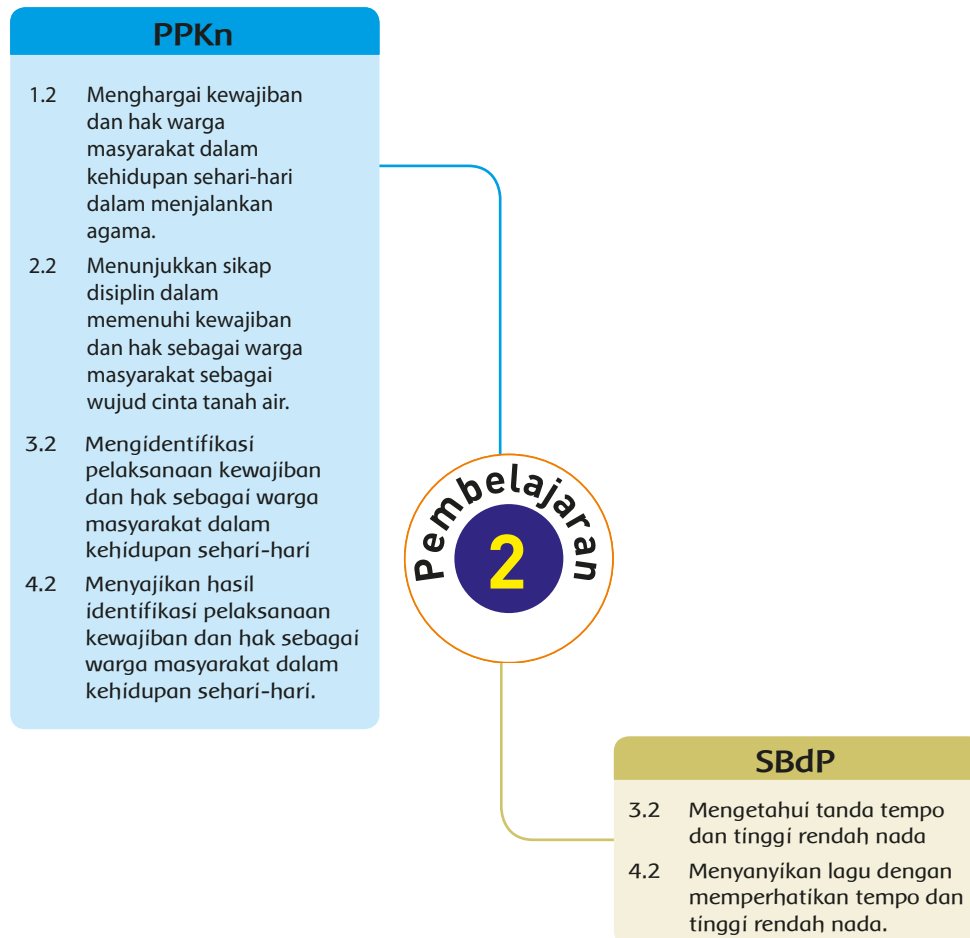 PPKn
1.2 Menghargai kewajiban
dan hak warga
masyarakat dalam
kehidupan sehari-hari
dalam menjalankan
agama.
2.2 Menunjukkan sikap
disiplin dalam
memenuhi kewajiban
dan hak sebagai warga
masyarakat sebagai
wujud cinta tanah air.
3.2 Mengidentifikasi
pelaksanaan kewajiban
dan hak sebagai warga
masyarakat dalam
kehidupan sehari-hari
4.2 Menyajikan hasil
identifikasi pelaksanaan
kewajiban dan hak sebagai
warga masyarakat dalam
kehidupan sehari-hari.
Pembelajaran
2
SBdP
3.2 Mengetahui tanda tempo
dan tinggi rendah nada
4.2 Menyanyikan lagu dengan
memperhatikan tempo dan
tinggi rendah nada.